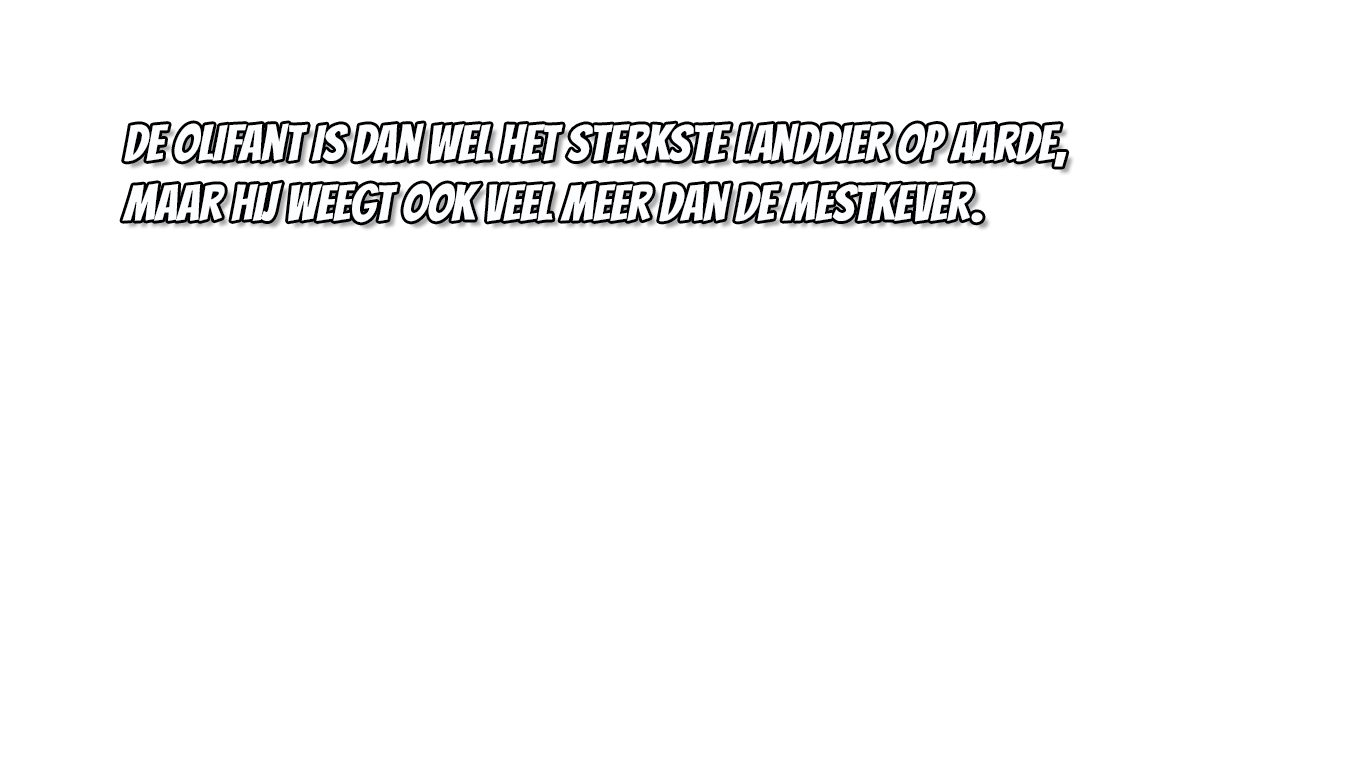 DE OLIFANT IS DAN WEL HET STERKSTE LANDDIER OP AARDE,
MAAR HIJ WEEGT OOK VEEL MEER DAN DE MESTKEVER.